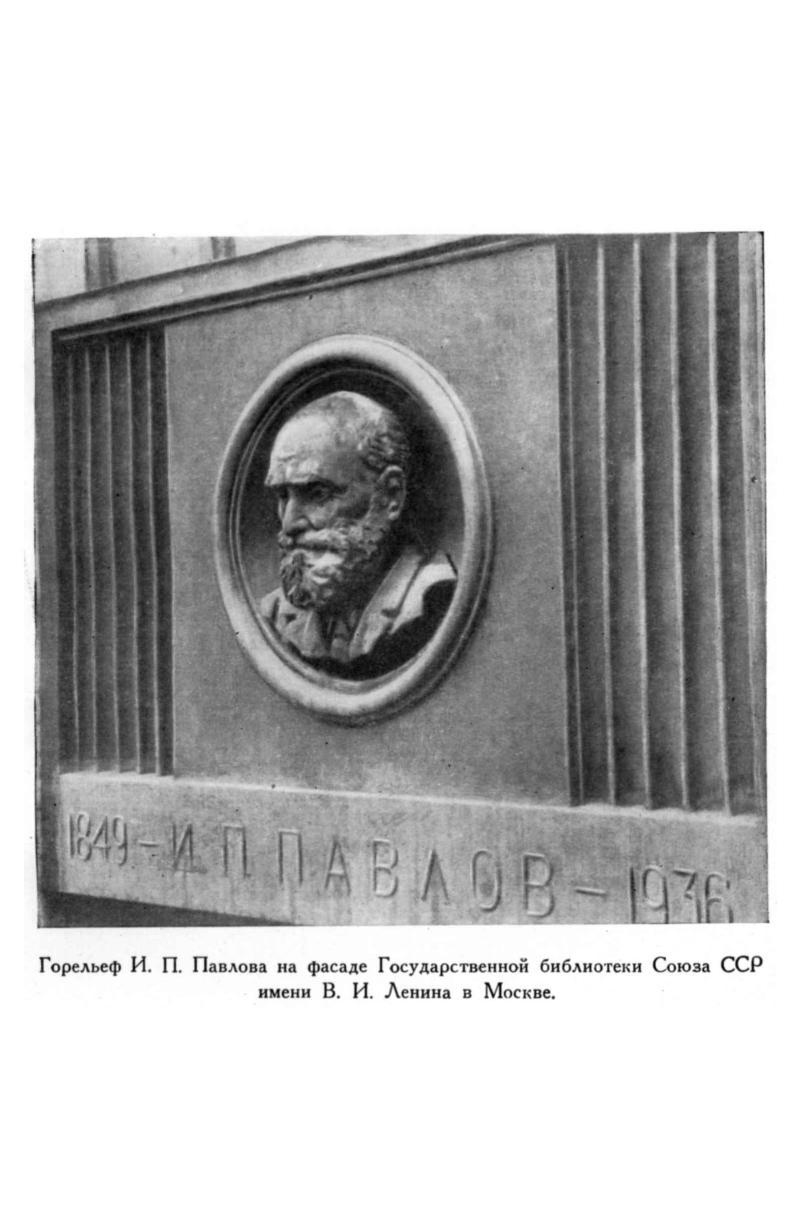 1849 – И. П. ПАВЛОВ – 1936
Горельеф И. П. Павлова на фасаде Государственной библиотеки Союза ССР
имени В. И. Ленина в Москве.